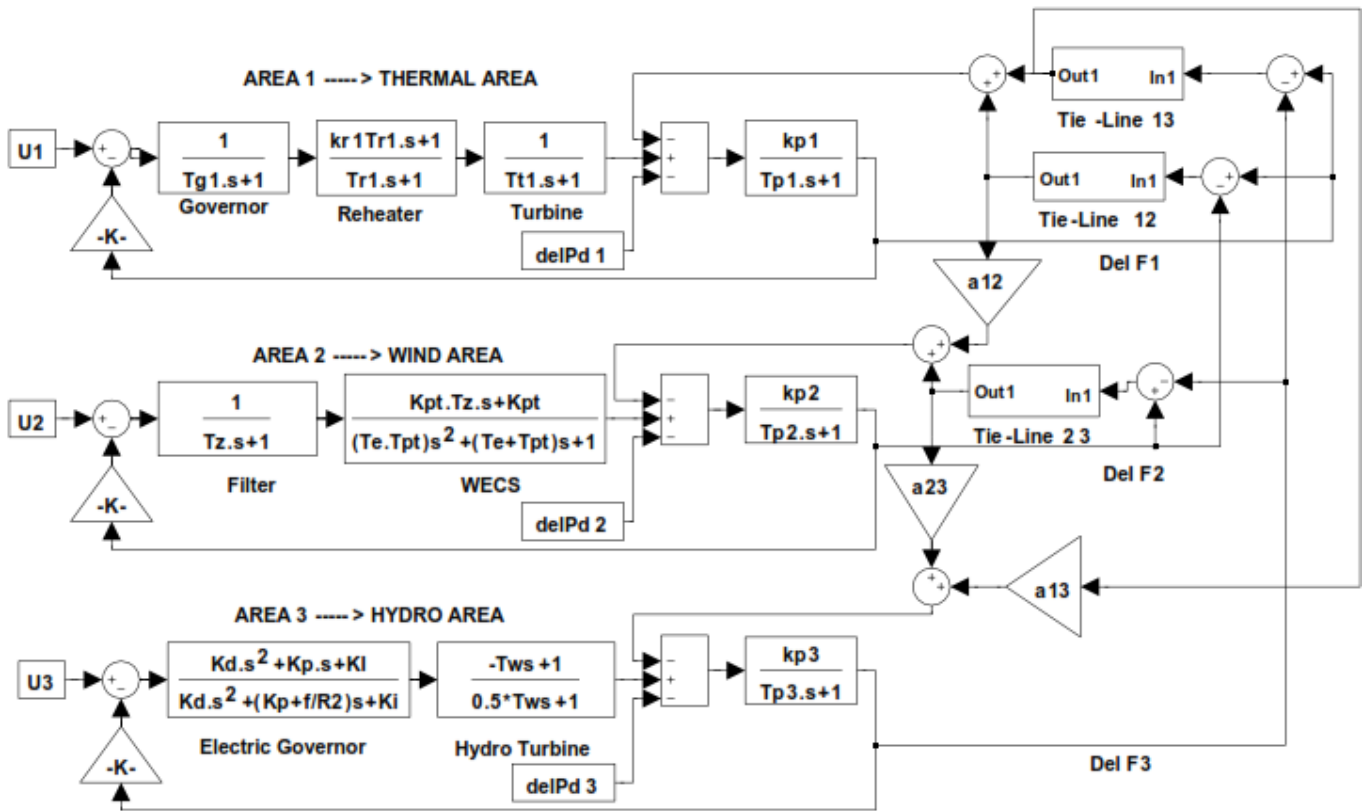 AREA 1 -----> THERMAL AREA
U1
+
−
1
Tg1.s+1
Governor
kr1Tr1.s+1
Tr1.s+1
Reheater
1
Tt1.s+1
Turbine
−
+
−
kp1
Tp1.s+1
-K-
delPd 1
+
+
Out1 In1
Tie -Line 13
−
+
Out1 In1
Tie-Line 12
−
+
Del F1
a12
AREA 2 -----> WIND AREA
U2
+
−
1
Tz.s+1
Filter
Kpt.Tz.s+Kpt
(Te.Tpt)s² +(Te+Tpt)s+1
WECS
−
+
−
kp2
Tp2.s+1
-K-
delPd 2
+
+
Out1 In1
Tie-Line 2 3
+
−
Del F2
a23
+
+
a13
AREA 3 -----> HYDRO AREA
U3
+
−
Kd.s² +Kp.s+KI
Kd.s² +(Kp+f/R2)s+Ki
Electric Governor
-Tws +1
0.5*Tws +1
Hydro Turbine
−
+
−
kp3
Tp3.s+1
-K-
delPd 3
Del F3